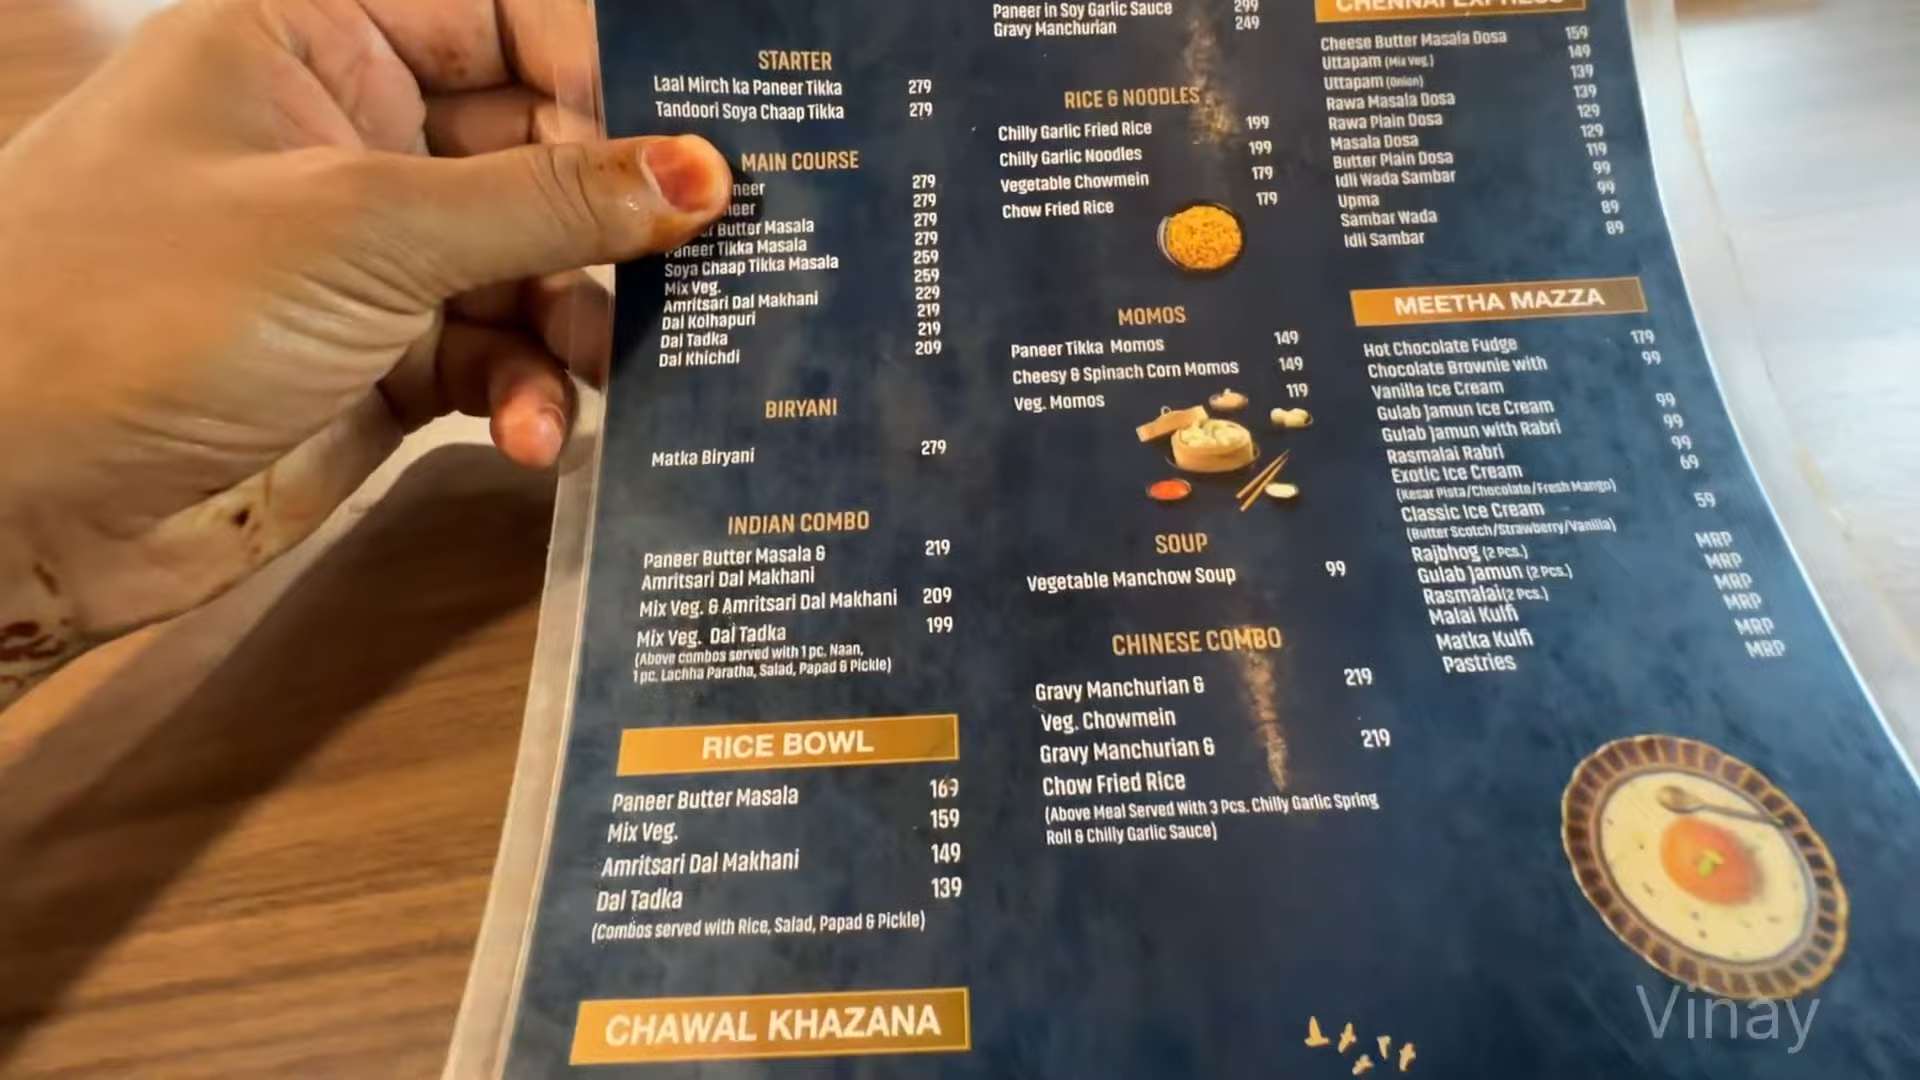 STARTER
Laal Mirch ka Paneer Tikka 279
Tandoori Soya Chaap Tikka 279
MAIN COURSE
279
279
Butter Masala 279
Paneer Tikka Masala 279
Soya Chaap Tikka Masala 259
Mix Veg. 259
Amritsari Dal Makhani 229
Dal Kolhapuri 219
Dal Tadka 219
Dal Khichdi 209
BIRYANI
Matka Biryani 279
INDIAN COMBO
Paneer Butter Masala & 219
Amritsari Dal Makhani
Mix Veg. & Amritsari Dal Makhani 209
Mix Veg. Dal Tadka 199
(Above combos served with 1 pc. Naan,
1 pc. Lachha Paratha, Salad, Papad & Pickle)
RICE BOWL
Paneer Butter Masala 169
Mix Veg. 159
Amritsari Dal Makhani 149
Dal Tadka 139
(Combos served with Rice, Salad, Papad & Pickle)
CHAWAL KHAZANA
Paneer in Soy Garlic Sauce 299
Gravy Manchurian 249
RICE & NOODLES
Chilly Garlic Fried Rice 199
Chilly Garlic Noodles 199
Vegetable Chowmein 179
Chow Fried Rice 179
MOMOS
Paneer Tikka Momos 149
Cheesy & Spinach Corn Momos 149
Veg. Momos 119
SOUP
Vegetable Manchow Soup 99
CHINESE COMBO
Gravy Manchurian & 219
Veg. Chowmein
Gravy Manchurian & 219
Chow Fried Rice
(Above Meal Served With 3 Pcs. Chilly Garlic Spring
Roll & Chilly Garlic Sauce)
CHENNAI EXPRESS
Cheese Butter Masala Dosa 159
Uttapam (Mix Veg.) 149
Uttapam (Onion) 139
Rawa Masala Dosa 139
Rawa Plain Dosa 129
Masala Dosa 129
Butter Plain Dosa 119
Idli Wada Sambar 99
Upma 99
Sambar Wada 89
Idli Sambar 89
MEETHA MAZZA
Hot Chocolate Fudge 179
Chocolate Brownie with 99
Vanilla Ice Cream
Gulab Jamun Ice Cream 99
Gulab Jamun with Rabri 99
Rasmalai Rabri 99
Exotic Ice Cream 69
(Kesar Pista/Chocolate/Fresh Mango)
Classic Ice Cream 59
(Butter Scotch/Strawberry/Vanilla)
Rajbhog (2 Pcs.) MRP
Gulab Jamun (2 Pcs.) MRP
Rasmalai(2 Pcs.) MRP
Malai Kulfi MRP
Matka Kulfi MRP
Pastries MRP
Vinay